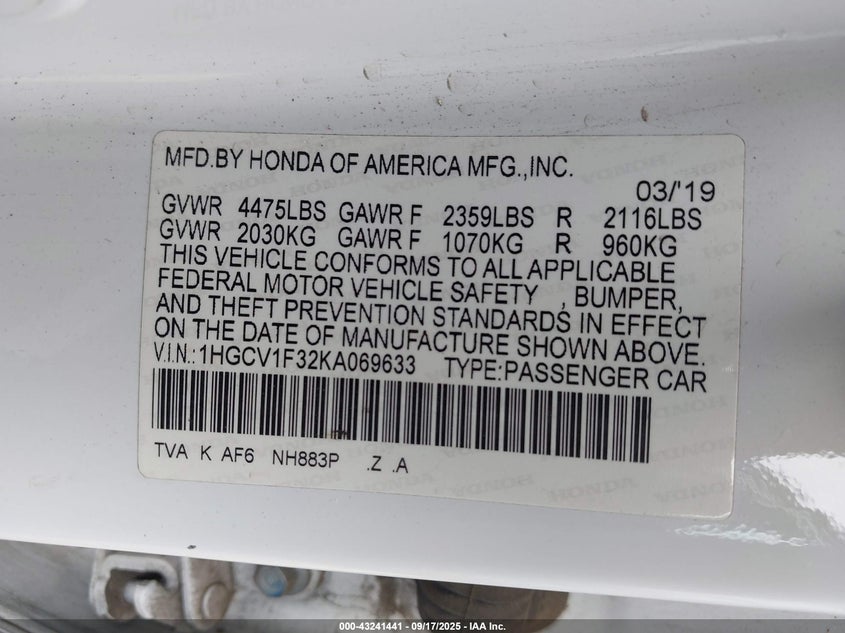 MFD.BY HONDA OF AMERICA MFG.,INC.
03/'19
GVWR 4475LBS GAWR F 2359LBS R 2116LBS
GVWR 2030KG GAWR F 1070KG R 960KG
THIS VEHICLE CONFORMS TO ALL APPLICABLE
FEDERAL MOTOR VEHICLE SAFETY , BUMPER,
AND THEFT PREVENTION STANDARDS IN EFFECT
ON THE DATE OF MANUFACTURE SHOWN ABOVE.
V.I.N.:1HGCV1F32KA069633 TYPE:PASSENGER CAR
TVA K AF6 NH883P .Z .A
000-43241441 - 09/17/2025 - IAA Inc.